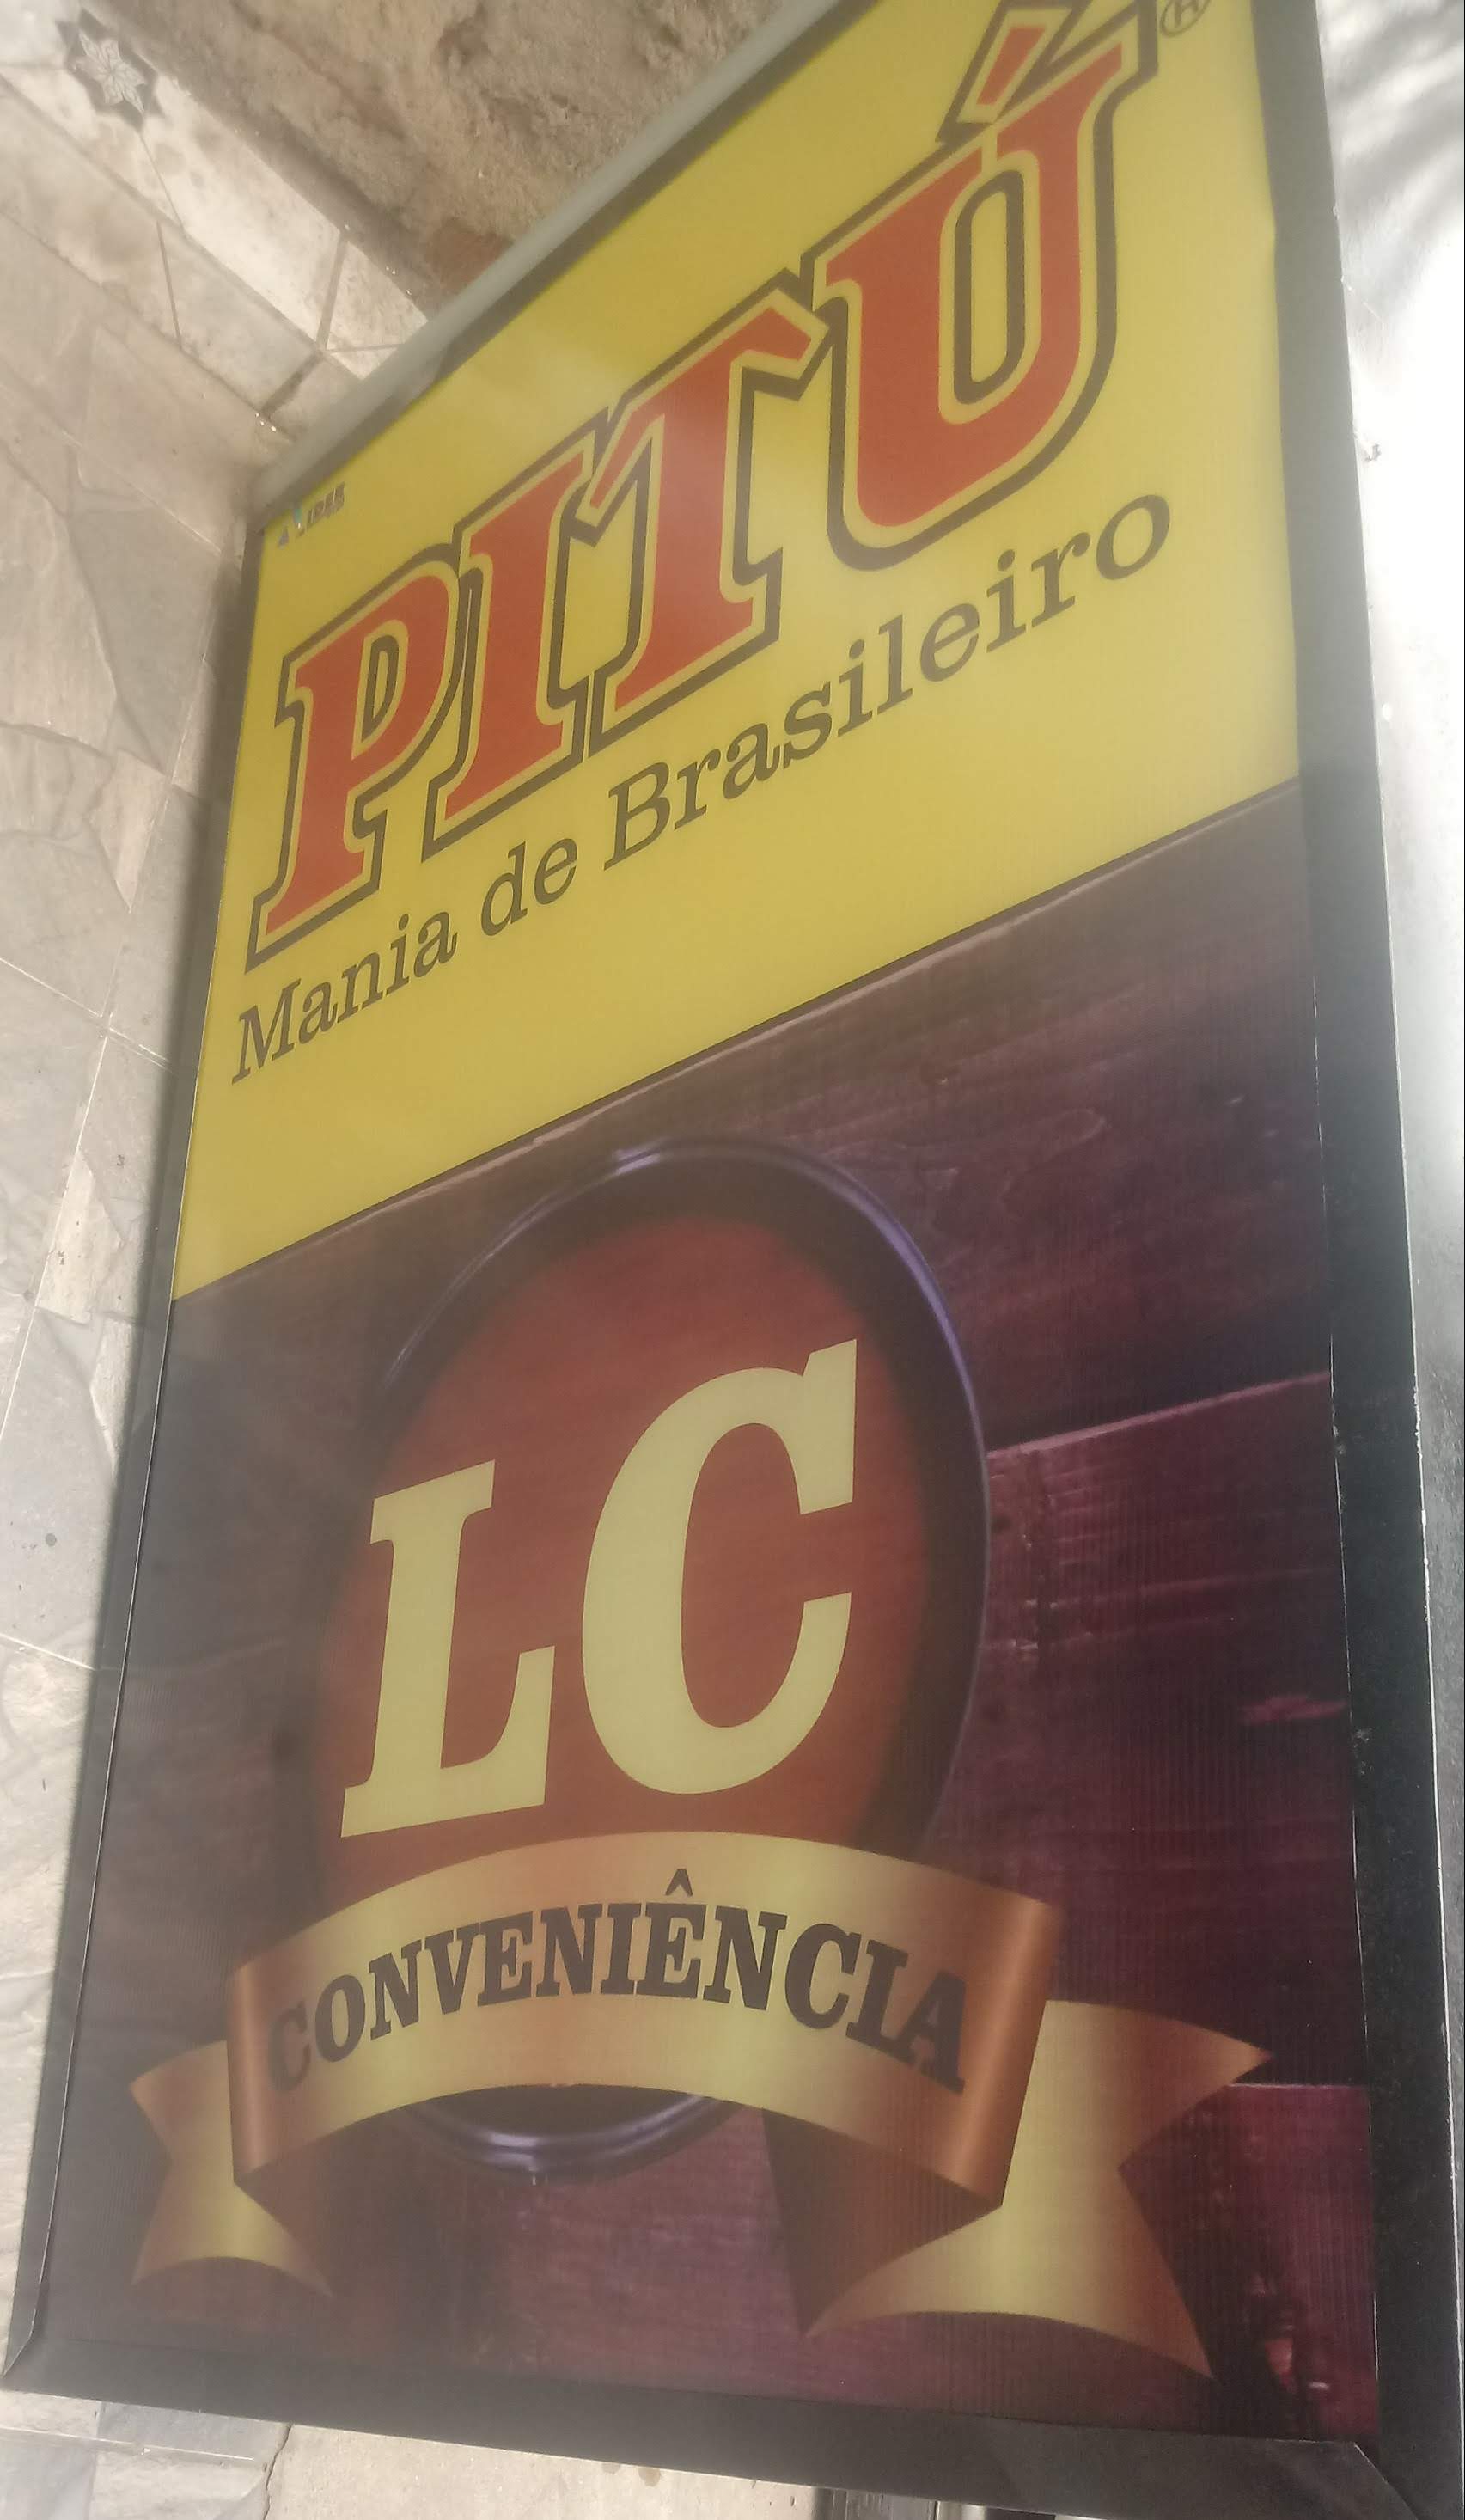 PITÚ®
Mania de Brasileiro
LC
CONVENIÊNCIA